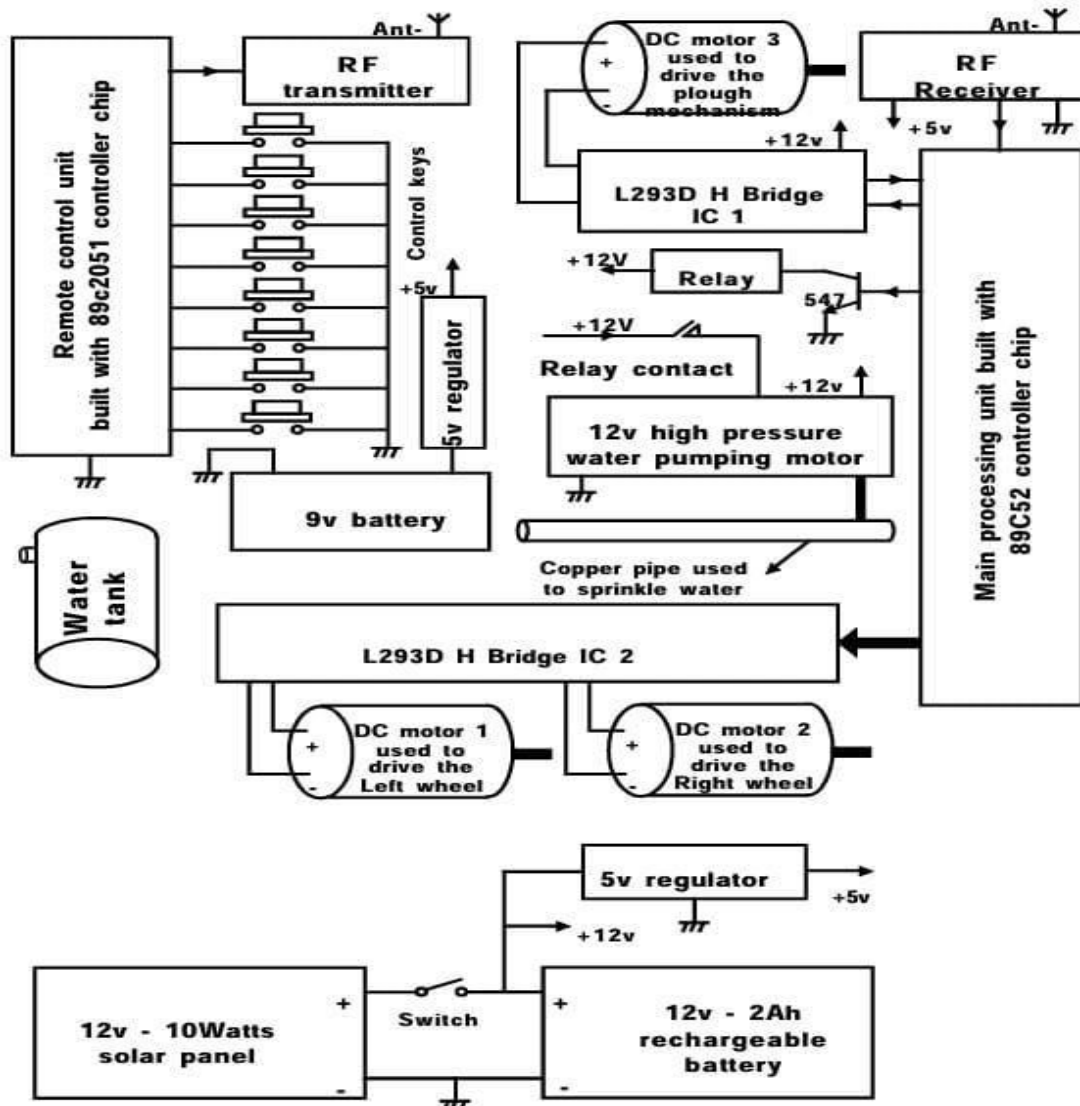 Ant-
RF
transmitter
Remote control unit
built with 89c2051 controller chip
Control keys
+5v
5v regulator
9v battery
Water
tank
DC motor 3
used to
drive the
plough
mechanism
+
-
Ant-
RF
Receiver
+5v
+12v
L293D H Bridge
IC 1
+12V
Relay
547
+12V
Relay contact
+12v
12v high pressure
water pumping motor
Copper pipe used
to sprinkle water
Main processing unit built with
89C52 controller chip
L293D H Bridge IC 2
DC motor 1
used to
drive the
Left wheel
+
-
DC motor 2
used to
drive the
Right wheel
+
-
5v regulator
+5v
+12v
12v - 10Watts
solar panel
+
-
Switch
12v - 2Ah
rechargeable
battery
+
-